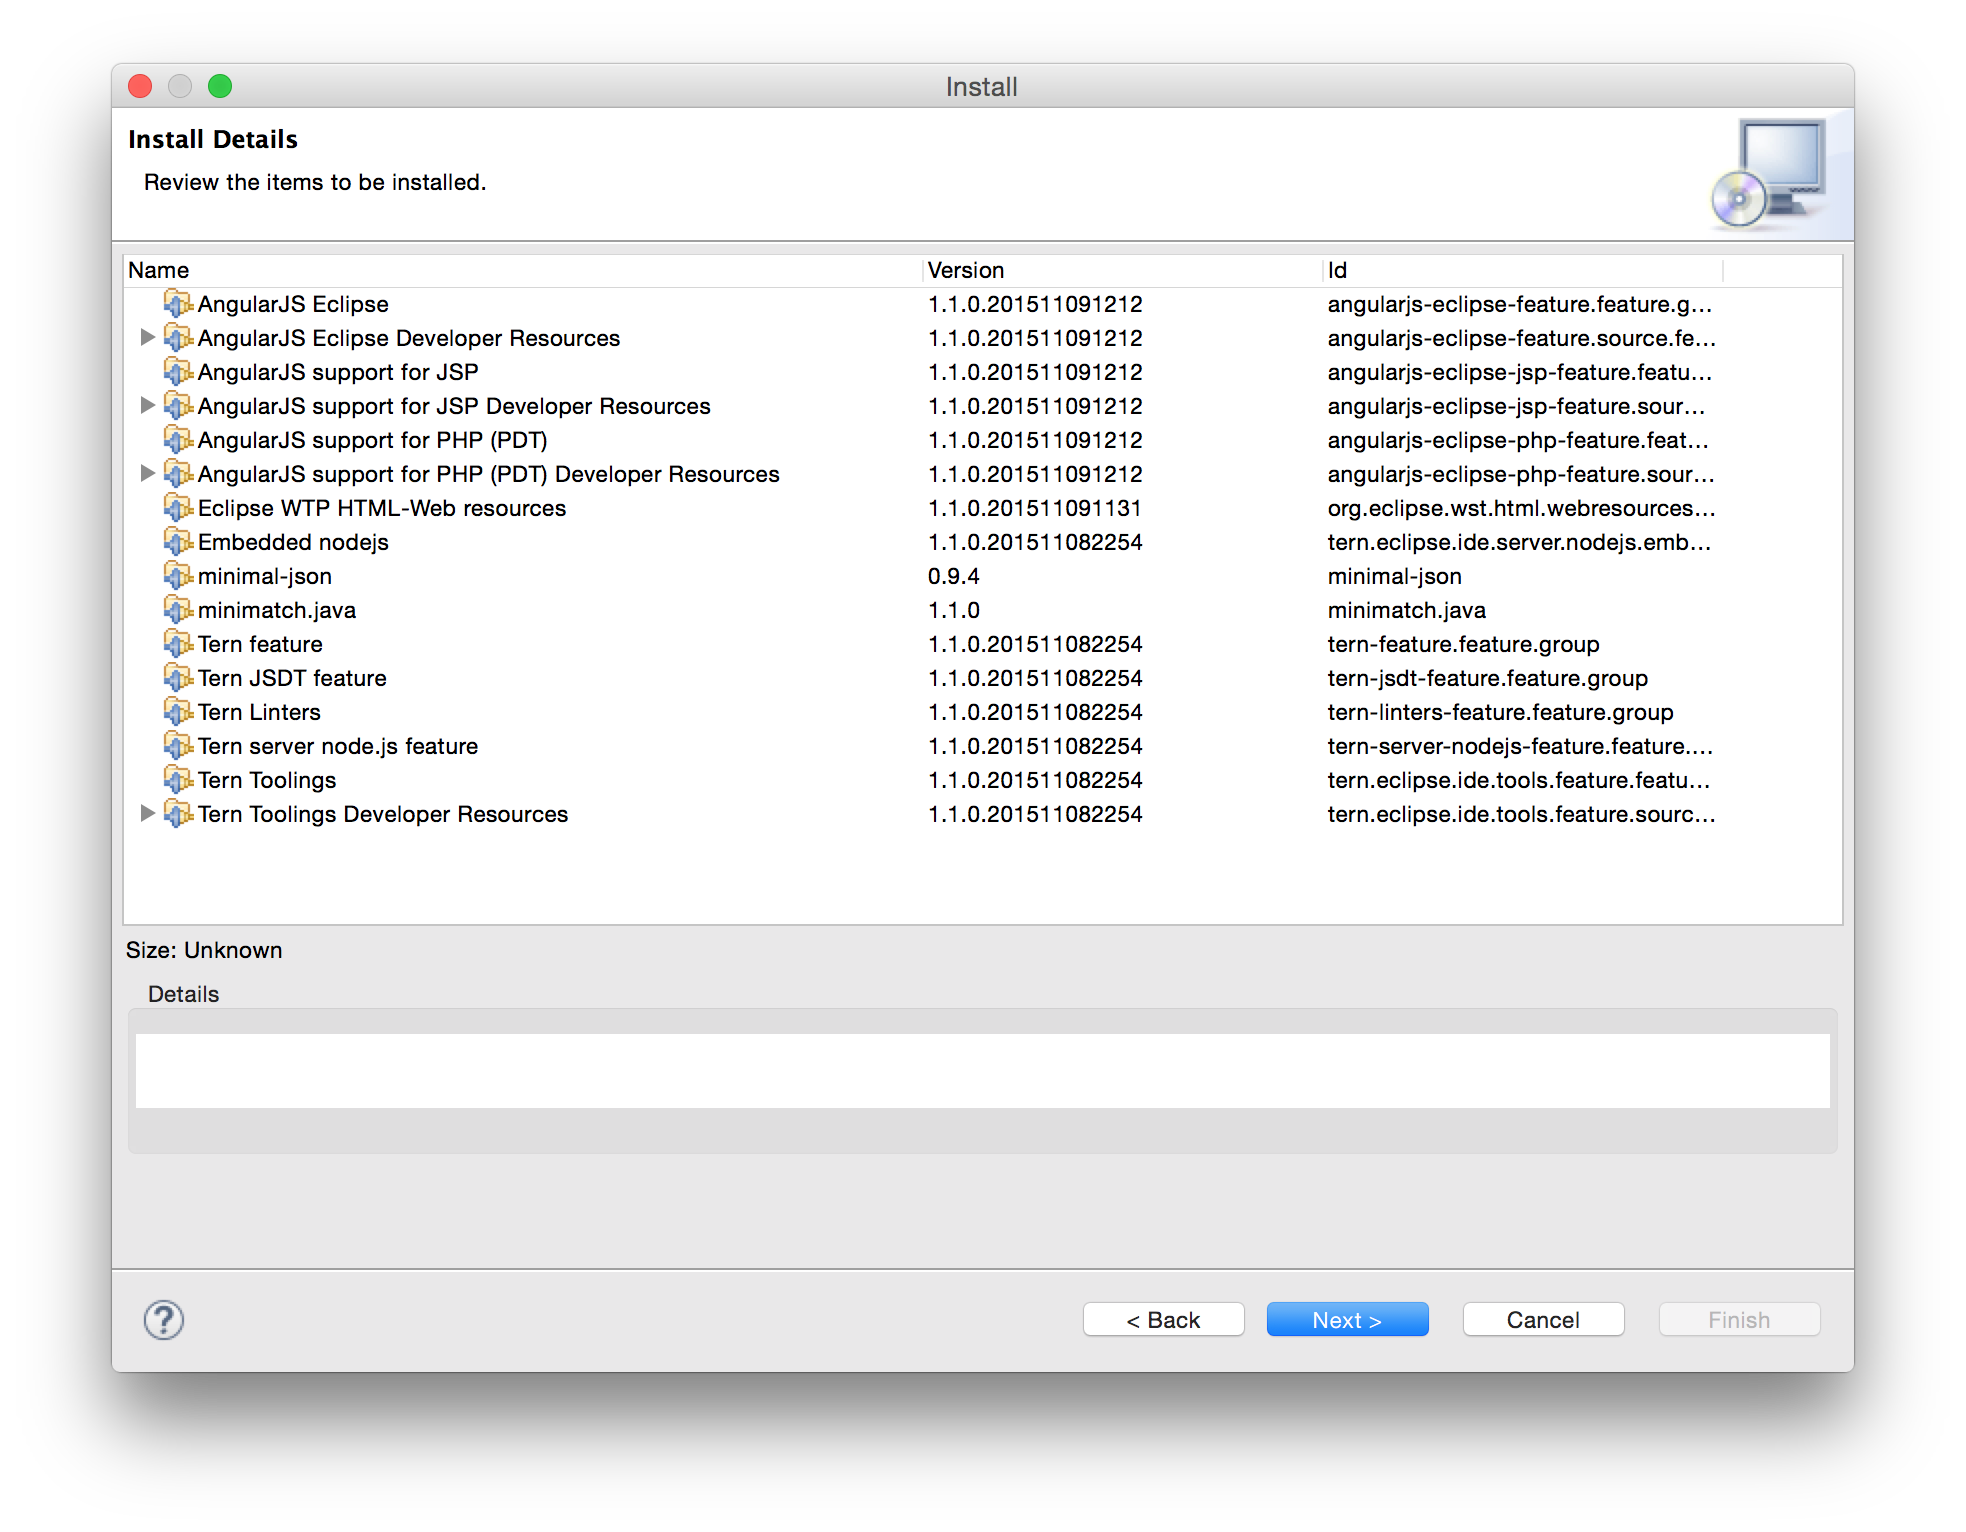 Install
Install Details
Review the items to be installed.
Name Version Id
AngularJS Eclipse 1.1.0.201511091212 angularjs-eclipse-feature.feature.g...
AngularJS Eclipse Developer Resources 1.1.0.201511091212 angularjs-eclipse-feature.source.fe...
AngularJS support for JSP 1.1.0.201511091212 angularjs-eclipse-jsp-feature.featu...
AngularJS support for JSP Developer Resources 1.1.0.201511091212 angularjs-eclipse-jsp-feature.sour...
AngularJS support for PHP (PDT) 1.1.0.201511091212 angularjs-eclipse-php-feature.feat...
AngularJS support for PHP (PDT) Developer Resources 1.1.0.201511091212 angularjs-eclipse-php-feature.sour...
Eclipse WTP HTML-Web resources 1.1.0.201511091131 org.eclipse.wst.html.webresources...
Embedded nodejs 1.1.0.201511082254 tern.eclipse.ide.server.nodejs.emb...
minimal-json 0.9.4 minimal-json
minimatch.java 1.1.0 minimatch.java
Tern feature 1.1.0.201511082254 tern-feature.feature.group
Tern JSDT feature 1.1.0.201511082254 tern-jsdt-feature.feature.group
Tern Linters 1.1.0.201511082254 tern-linters-feature.feature.group
Tern server node.js feature 1.1.0.201511082254 tern-server-nodejs-feature.feature....
Tern Toolings 1.1.0.201511082254 tern.eclipse.ide.tools.feature.featu...
Tern Toolings Developer Resources 1.1.0.201511082254 tern.eclipse.ide.tools.feature.sourc...
Size: Unknown
Details
? < Back Next > Cancel Finish